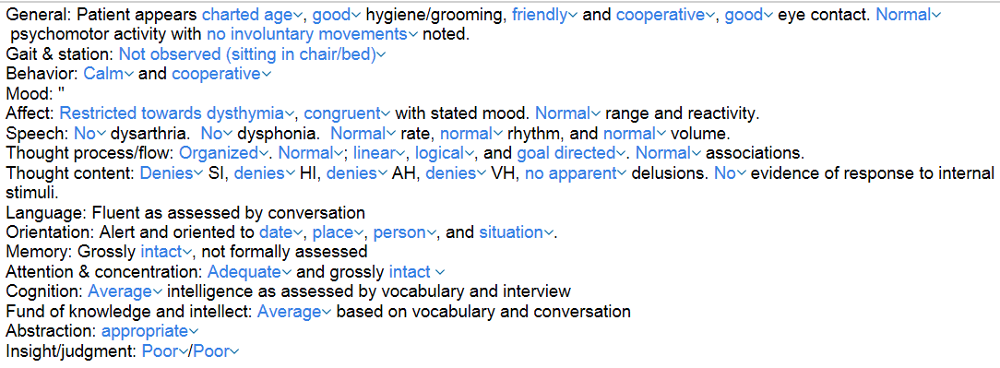 General: Patient appears charted age, good hygiene/grooming, friendly and cooperative, good eye contact. Normal
psychomotor activity with no involuntary movements noted.
Gait & station: Not observed (sitting in chair/bed)
Behavior: Calm and cooperative
Mood: "
Affect: Restricted towards dysthymia, congruent with stated mood. Normal range and reactivity.
Speech: No dysarthria. No dysphonia. Normal rate, normal rhythm, and normal volume.
Thought process/flow: Organized. Normal; linear, logical, and goal directed. Normal associations.
Thought content: Denies SI, denies HI, denies AH, denies VH, no apparent delusions. No evidence of response to internal
stimuli.
Language: Fluent as assessed by conversation
Orientation: Alert and oriented to date, place, person, and situation.
Memory: Grossly intact, not formally assessed
Attention & concentration: Adequate and grossly intact
Cognition: Average intelligence as assessed by vocabulary and interview
Fund of knowledge and intellect: Average based on vocabulary and conversation
Abstraction: appropriate
Insight/judgment: Poor/Poor